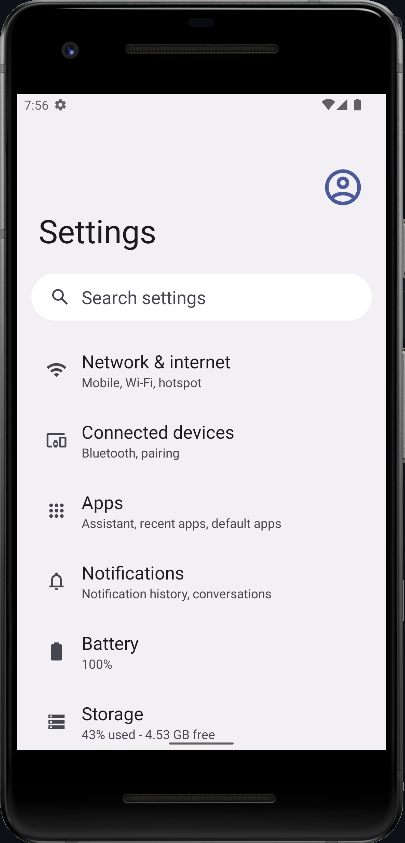 7:56
Settings
Search settings
Network & internet
Mobile, Wi-Fi, hotspot
Connected devices
Bluetooth, pairing
Apps
Assistant, recent apps, default apps
Notifications
Notification history, conversations
Battery
100%
Storage
43% used - 4.53 GB free